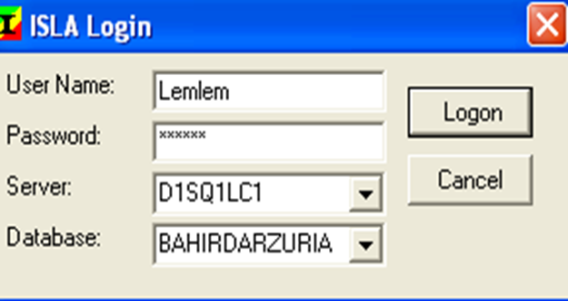 ISLA Login
User Name: Lemlem
Logon
Password: ******
Server: D1SQ1LC1
Cancel
Database: BAHIRDARZURIA